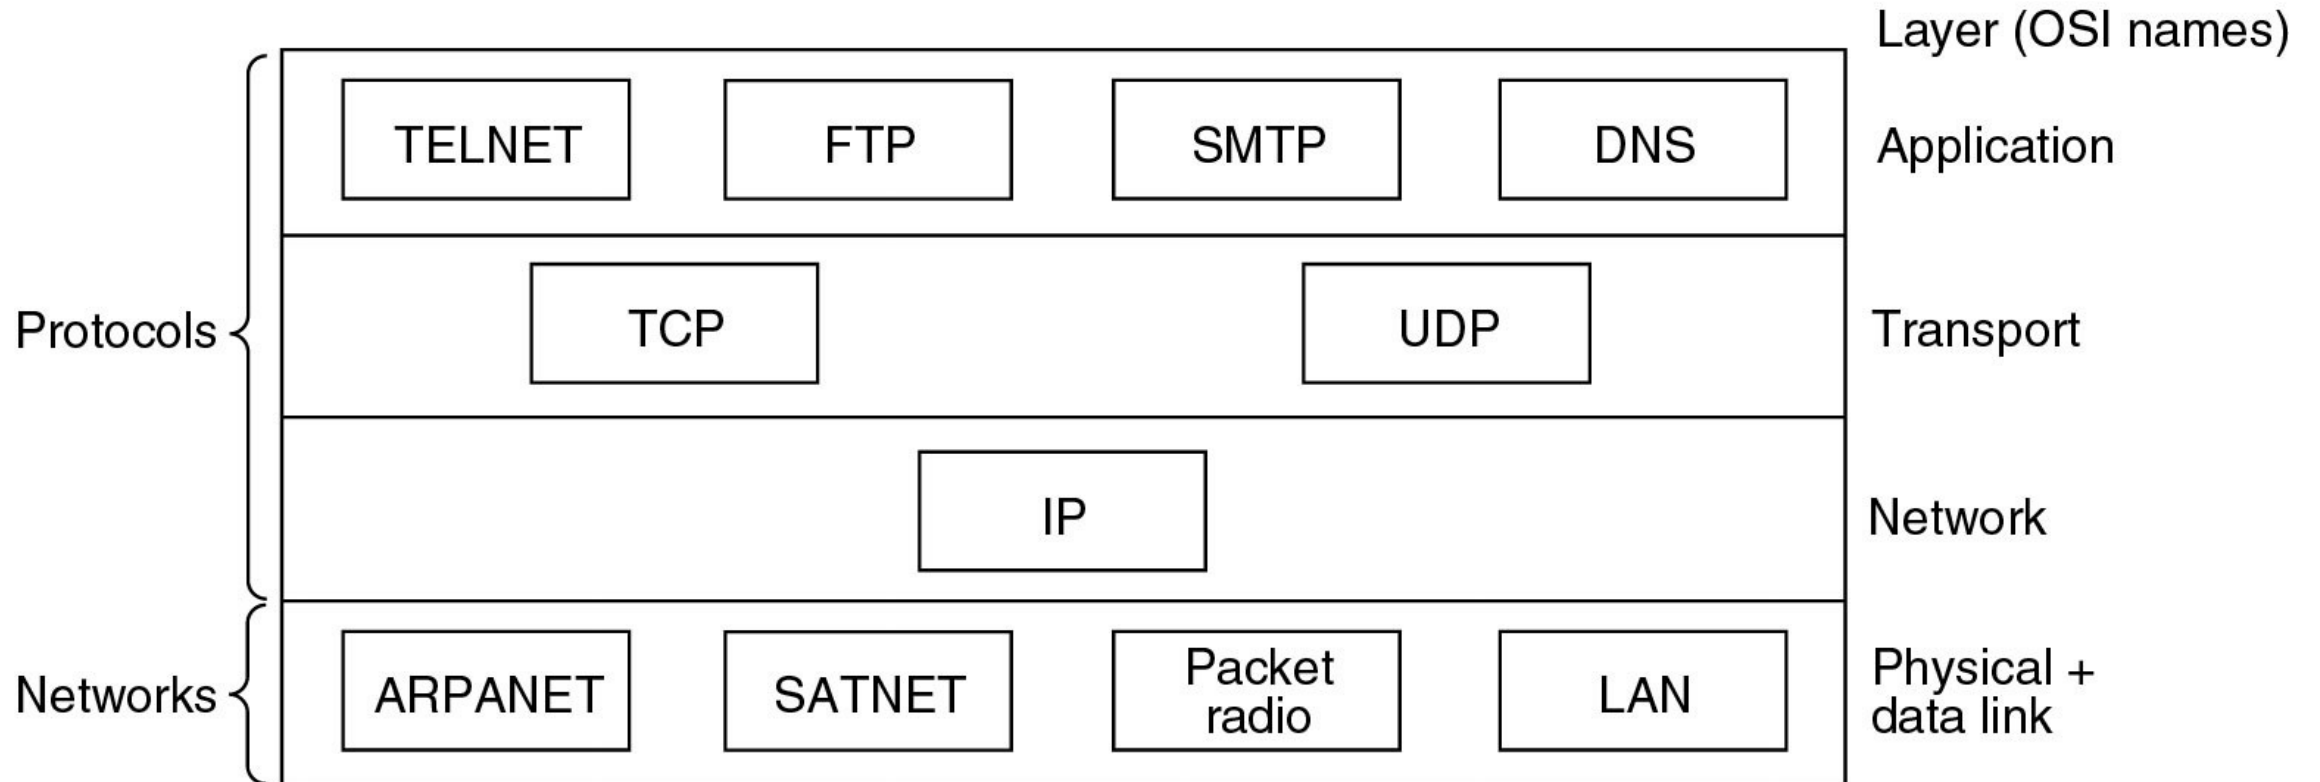 Layer (OSI names)
TELNET FTP SMTP DNS Application
Protocols TCP UDP Transport
IP Network
Networks ARPANET SATNET Packet radio LAN Physical + data link